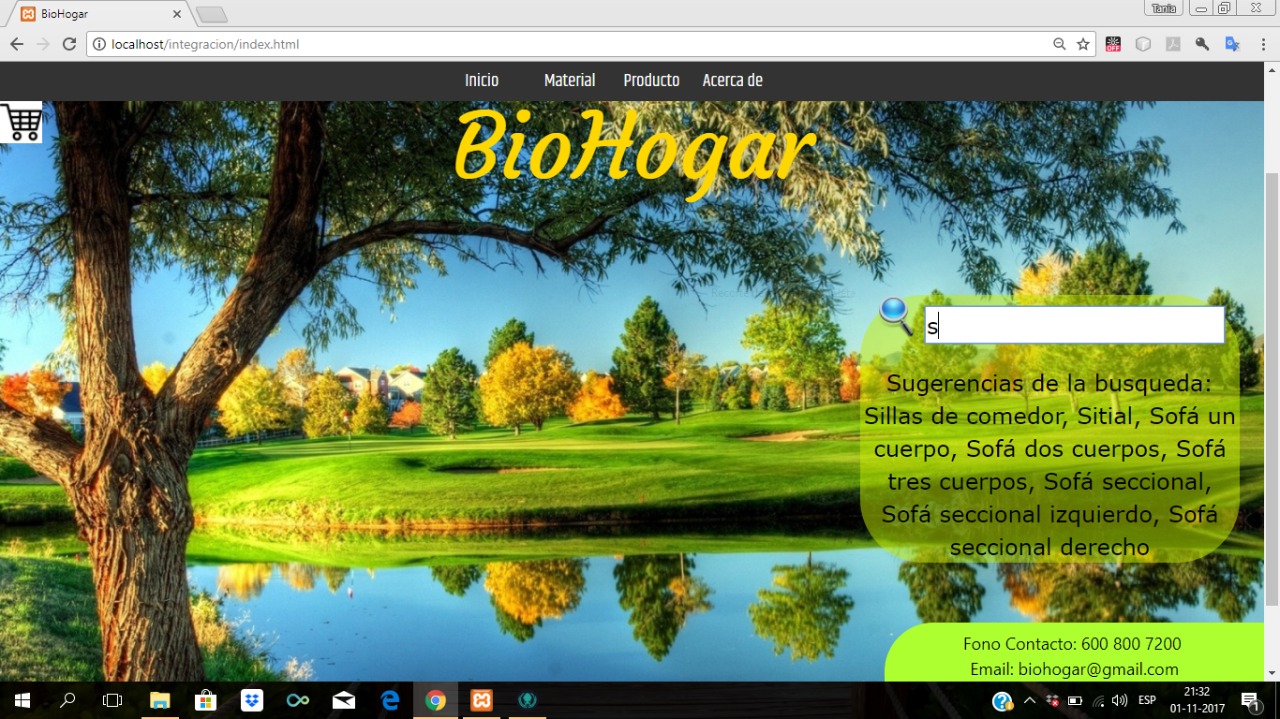 BioHogar
Tania
localhost/integracion/index.html
OFF
Inicio Material Producto Acerca de
BioHogar
s
Sugerencias de la busqueda:
Sillas de comedor, Sitial, Sofá un
cuerpo, Sofá dos cuerpos, Sofá
tres cuerpos, Sofá seccional,
Sofá seccional izquierdo, Sofá
seccional derecho
Fono Contacto: 600 800 7200
Email: biohogar@gmail.com
ESP
21:32
01-11-2017
1